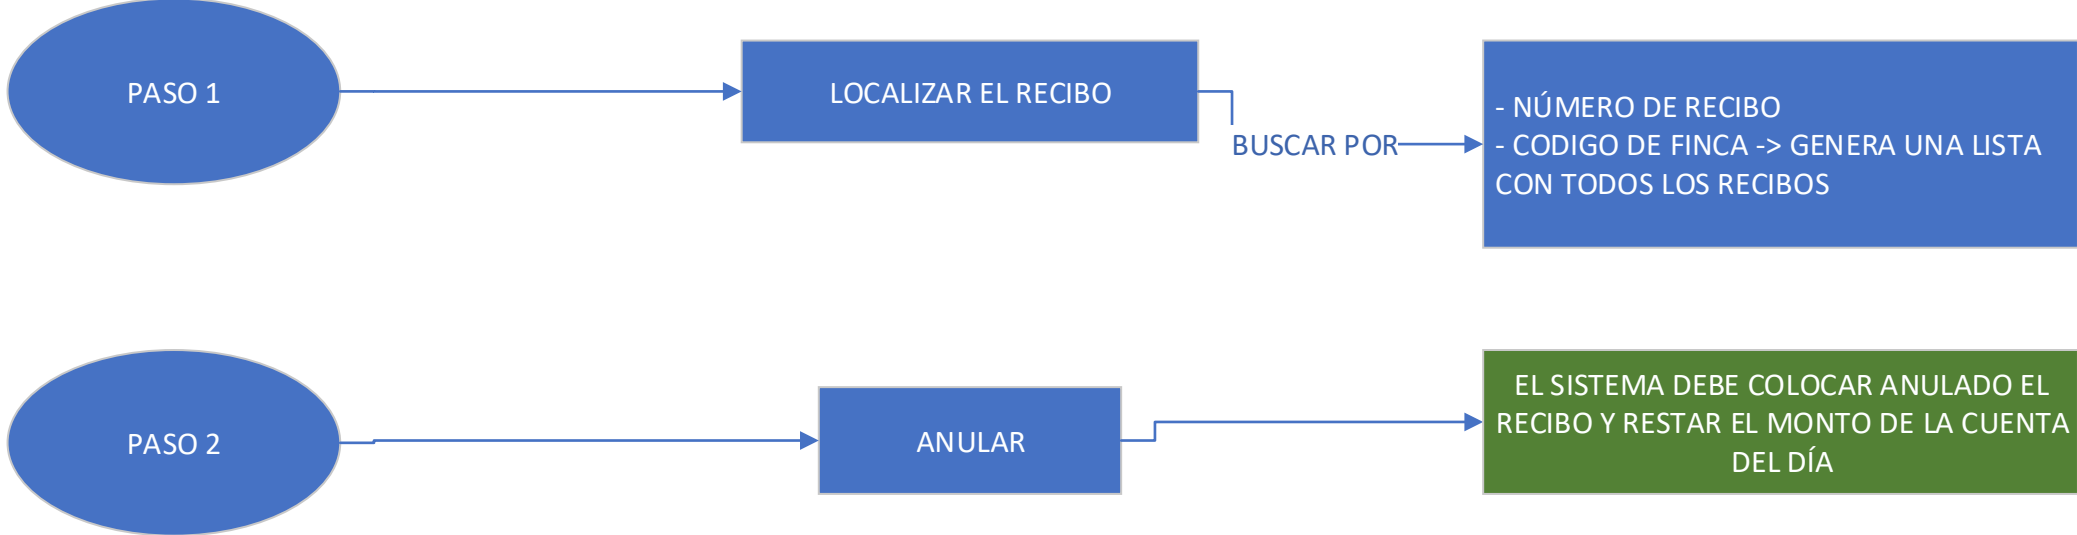 PASO 1
LOCALIZAR EL RECIBO
BUSCAR POR
- NÚMERO DE RECIBO
- CODIGO DE FINCA -> GENERA UNA LISTA
CON TODOS LOS RECIBOS
PASO 2
ANULAR
EL SISTEMA DEBE COLOCAR ANULADO EL
RECIBO Y RESTAR EL MONTO DE LA CUENTA
DEL DÍA